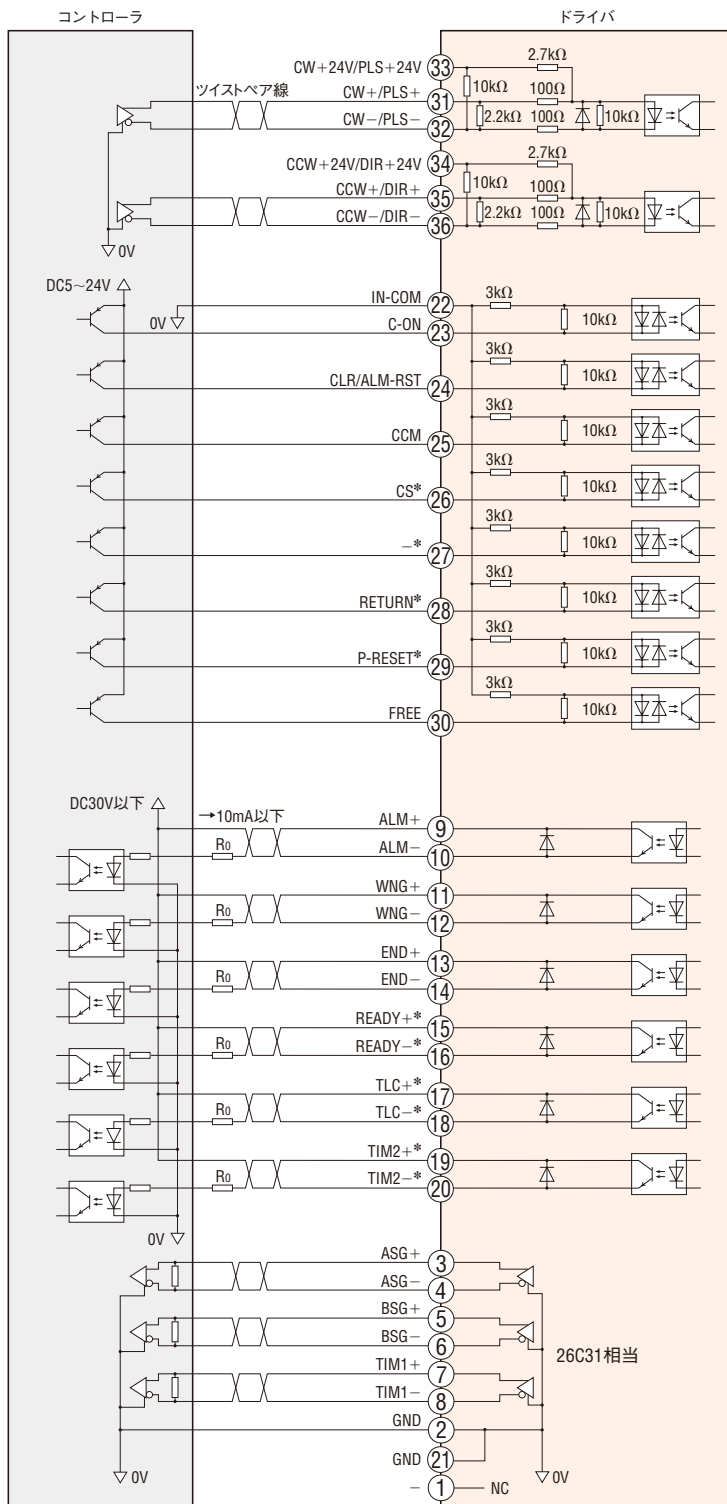 コントローラ
ドライバ
CW+24V/PLS+24V 33 2.7kΩ
10kΩ
ツイストペア線 CW+/PLS+ 31 100Ω
2.2kΩ 10kΩ
CW−/PLS− 32 100Ω
CCW+24V/DIR+24V 34 2.7kΩ
10kΩ
CCW+/DIR+ 35 100Ω
2.2kΩ 10kΩ
CCW−/DIR− 36 100Ω
0V
DC5~24V
IN-COM 22 3kΩ
0V
C-ON 23 10kΩ
3kΩ
CLR/ALM-RST 24 10kΩ
3kΩ
CCM 25 10kΩ
3kΩ
CS* 26 10kΩ
3kΩ
−* 27 10kΩ
3kΩ
RETURN* 28 10kΩ
3kΩ
P-RESET* 29 10kΩ
3kΩ
FREE 30 10kΩ
DC30V以下
→10mA以下
ALM+ 9
R0 ALM− 10
WNG+ 11
R0 WNG− 12
END+ 13
R0 END− 14
READY+* 15
R0 READY−* 16
TLC+* 17
R0 TLC−* 18
TIM2+* 19
R0 TIM2−* 20
0V
ASG+ 3
ASG− 4
BSG+ 5
BSG− 6
26C31相当
TIM1+ 7
TIM1− 8
GND 2
GND 21
0V
0V
− 1 NC